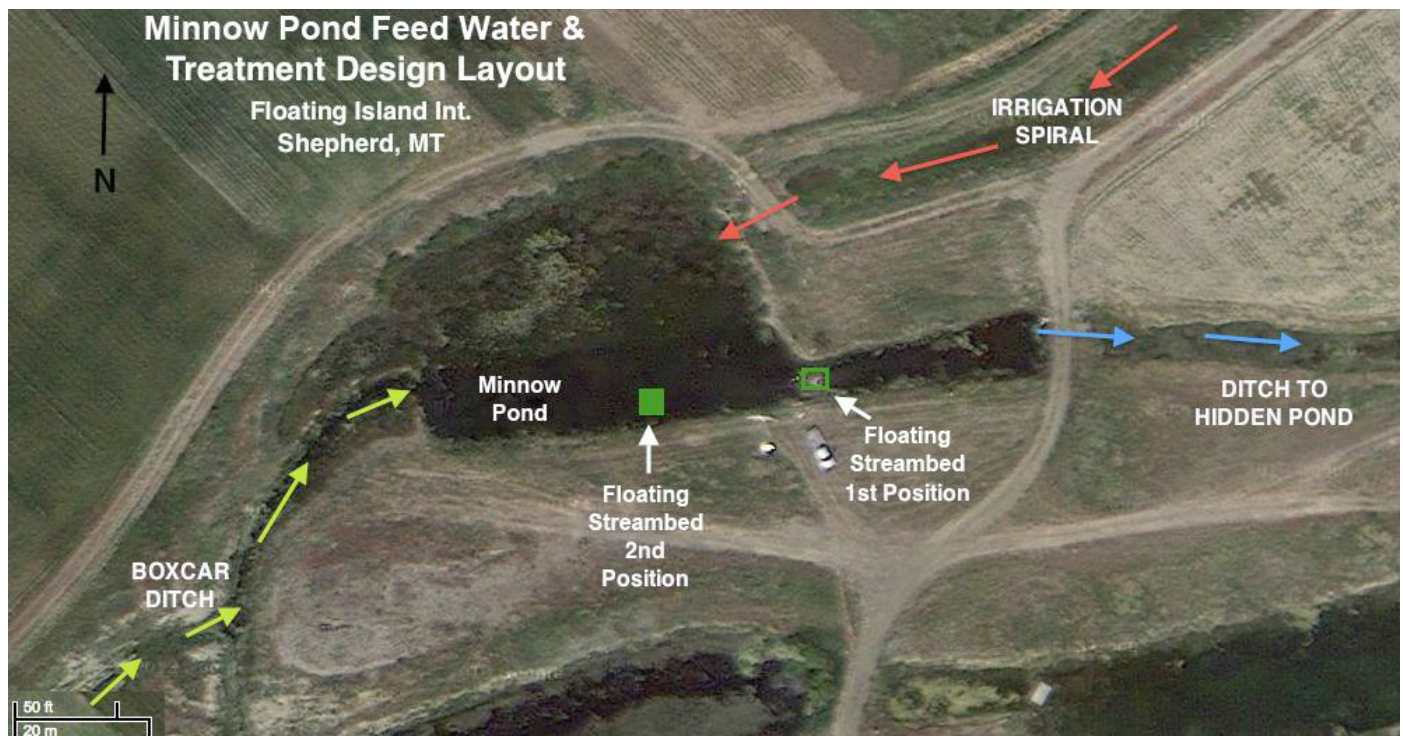 Minnow Pond Feed Water &
Treatment Design Layout
Floating Island Int.
Shepherd, MT
N
IRRIGATION
SPIRAL
Minnow
Pond
DITCH TO
HIDDEN POND
Floating
Streambed
1st Position
Floating
Streambed
2nd
Position
BOXCAR
DITCH
50 ft
20 m